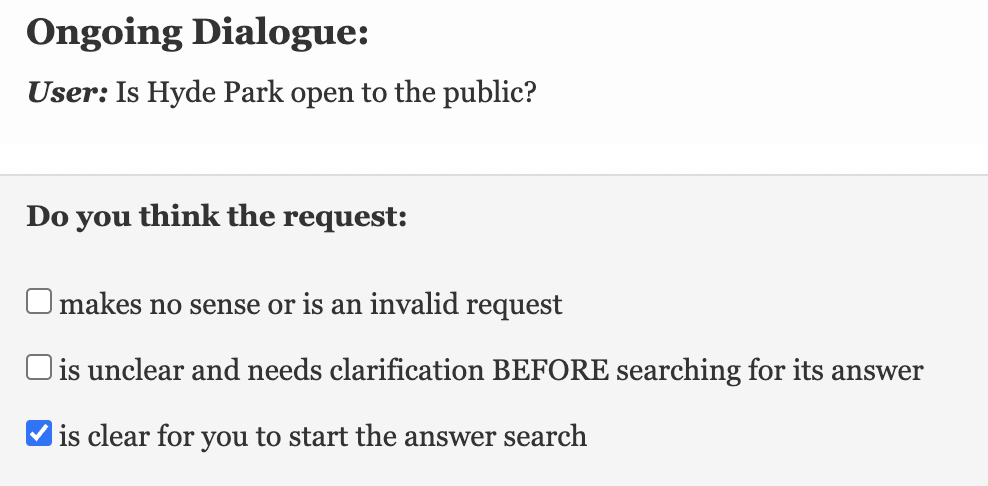 Ongoing Dialogue:
User: Is Hyde Park open to the public?
Do you think the request:
makes no sense or is an invalid request
is unclear and needs clarification BEFORE searching for its answer
is clear for you to start the answer search